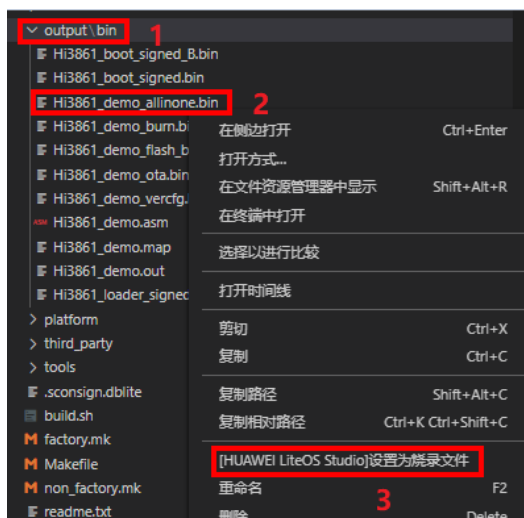 output\bin
1
Hi3861_boot_signed_B.bin
Hi3861_boot_signed.bin
Hi3861_demo_allinone.bin
2
Hi3861_demo_burn.bi
Hi3861_demo_flash_b
Hi3861_demo_ota.bin
Hi3861_demo_vercfg.
ASM Hi3861_demo.asm
Hi3861_demo.map
Hi3861_demo.out
Hi3861_loader_signed
platform
third_party
tools
.sconsign.dblite
build.sh
M factory.mk
M Makefile
M non_factory.mk
readme.txt
在侧边打开 Ctrl+Enter
打开方式...
在文件资源管理器中显示 Shift+Alt+R
在终端中打开
选择以进行比较
打开时间线
剪切 Ctrl+X
复制 Ctrl+C
复制路径 Shift+Alt+C
复制相对路径 Ctrl+K Ctrl+Shift+C
[HUAWEI LiteOS Studio]设置为烧录文件
3
重命名 F2
删除 Delete